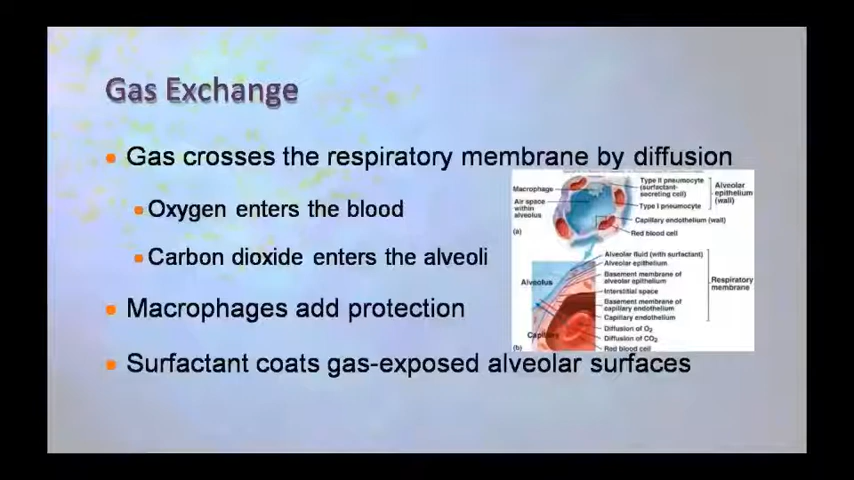 Gas Exchange
Gas crosses the respiratory membrane by diffusion
Oxygen enters the blood
Carbon dioxide enters the alveoli
Macrophages add protection
Surfactant coats gas-exposed alveolar surfaces
Macrophage
Air space
within
alveolus
(a)
Type II pneumocyte
(surfactant-
secreting cell)
Type I pneumocyte
Capillary endothelium (wall)
Red blood cell
Alveolar
epithelium
(wall)
Alveolus
Capillary
(b)
Alveolar fluid (with surfactant)
Alveolar epithelium
Basement membrane of
alveolar epithelium
Interstitial space
Basement membrane of
capillary endothelium
Capillary endothelium
Diffusion of O2
Diffusion of CO2
Red blood cell
Respiratory
membrane